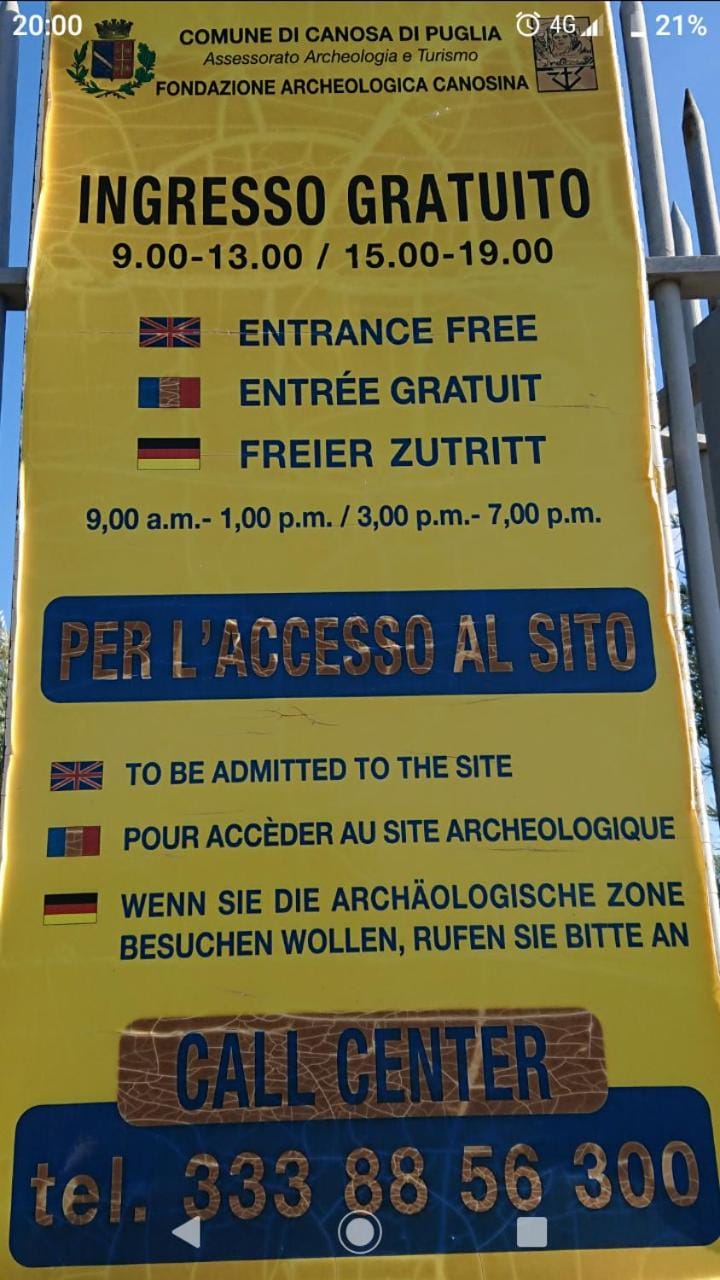 20:00 4G 21%
COMUNE DI CANOSA DI PUGLIA
Assessorato Archeologia e Turismo
FONDAZIONE ARCHEOLOGICA CANOSINA
INGRESSO GRATUITO
9.00-13.00 / 15.00-19.00
ENTRANCE FREE
ENTRÉE GRATUIT
FREIER ZUTRITT
9,00 a.m.- 1,00 p.m. / 3,00 p.m.- 7,00 p.m.
PER L'ACCESSO AL SITO
TO BE ADMITTED TO THE SITE
POUR ACCÈDER AU SITE ARCHEOLOGIQUE
WENN SIE DIE ARCHÄOLOGISCHE ZONE
BESUCHEN WOLLEN, RUFEN SIE BITTE AN
CALL CENTER
tel. 333 88 56 300